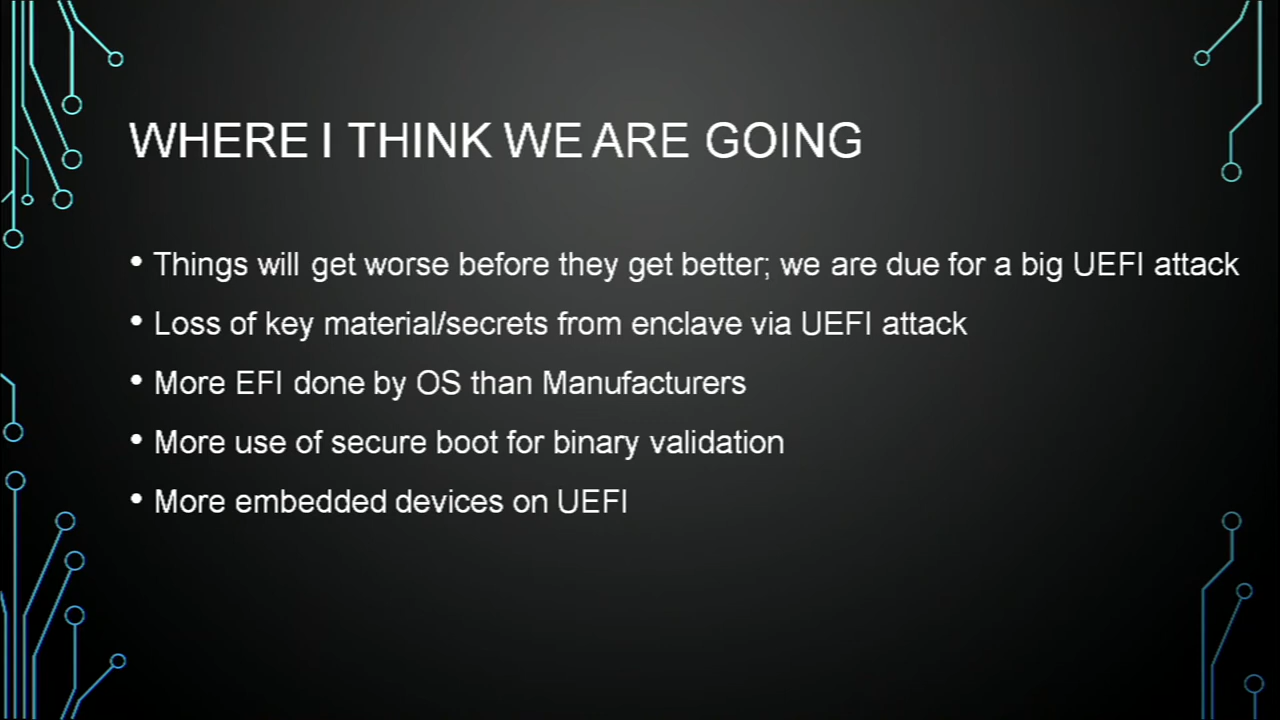 WHERE I THINK WE ARE GOING
• Things will get worse before they get better; we are due for a big UEFI attack
• Loss of key material/secrets from enclave via UEFI attack
• More EFI done by OS than Manufacturers
• More use of secure boot for binary validation
• More embedded devices on UEFI